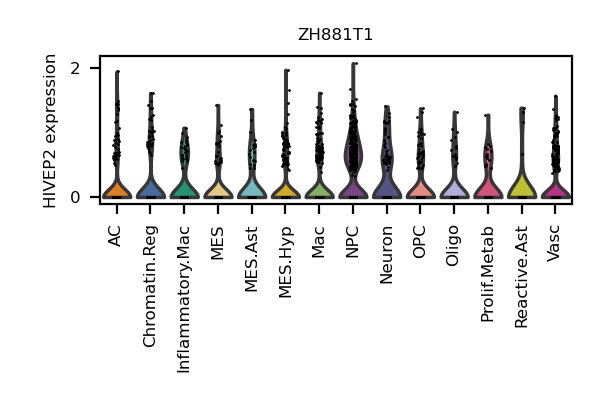 ZH881T1
HIVEP2 expression
2
0
AC
Chromatin.Reg
Inflammatory.Mac
MES
MES.Ast
MES.Hyp
Mac
NPC
Neuron
OPC
Oligo
Prolif.Metab
Reactive.Ast
Vasc